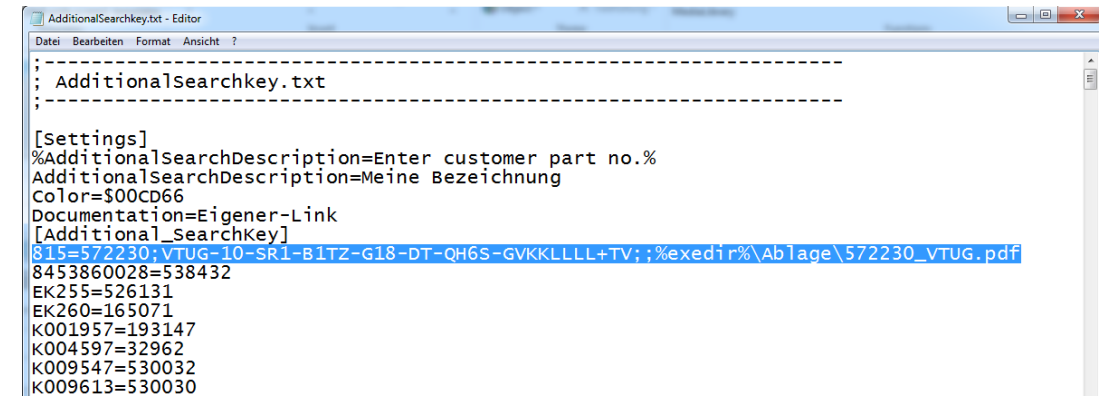 AdditionalSearchkey.txt - Editor
Datei Bearbeiten Format Ansicht ?
;-------------------------------------------------------------------
; AdditionalSearchkey.txt
;-------------------------------------------------------------------
[Settings]
%AdditionalSearchDescription=Enter customer part no.%
AdditionalSearchDescription=Meine Bezeichnung
Color=$00CD66
Documentation=Eigener-Link
[Additional_SearchKey]
815=572230;VTUG-10-SR1-B1TZ-G18-DT-QH6S-GVKKLLLL+TV;;%exedir%\Ablage\572230_VTUG.pdf
8453860028=538432
EK255=526131
EK260=165071
K001957=193147
K004597=32962
K009547=530032
K009613=530030